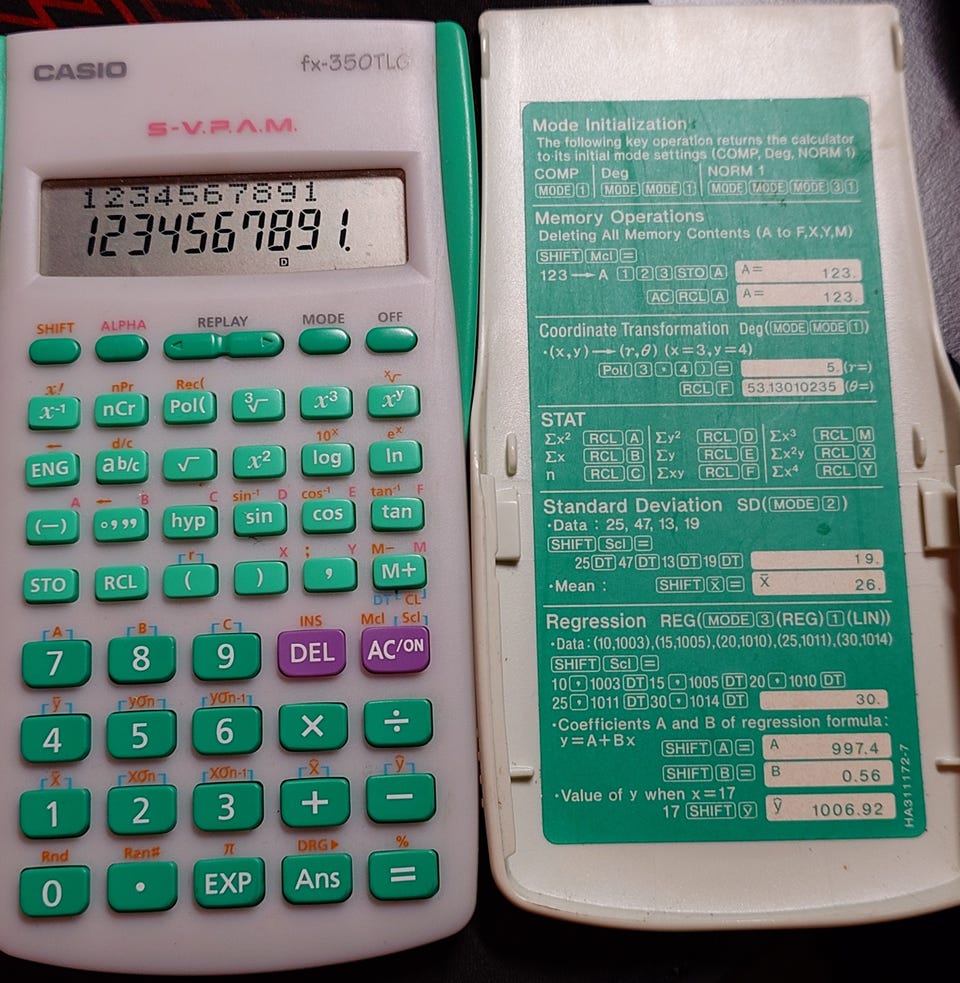 CASIO
fx-350TLG
S-V.P.A.M.
1234567891
1234567891.
D
SHIFT ALPHA REPLAY MODE OFF
x! nPr Rec( x√
x-1 nCr Pol( 3√ x3 xy
← d/c 10x ex
ENG ab/c √ x2 log ln
A ← B C sin-1 D cos-1 E tan-1 F
(−) °,,, hyp sin cos tan
r X ; Y M− M
STO RCL ( ) , M+
DT CL
A B C INS Mcl Scl
7 8 9 DEL AC/ON
ȳ yσn yσn-1
4 5 6 × ÷
x̄ xσn xσn-1 x̂ ŷ
1 2 3 + −
Rnd Ran# π DRG▶ %
0 • EXP Ans =
Mode Initialization
The following key operation returns the calculator
to its initial mode settings (COMP, Deg, NORM 1)
COMP Deg NORM 1
MODE 1 MODE MODE 1 MODE MODE MODE 3 1
Memory Operations
Deleting All Memory Contents (A to F,X,Y,M)
SHIFT Mcl =
123→A 1 2 3 STO A A= 123.
AC RCL A A= 123.
Coordinate Transformation Deg(MODE MODE 1)
·(x,y)→(r,θ) (x=3,y=4)
Pol( 3 , 4 ) = 5. (r=)
RCL F 53.13010235 (θ=)
STAT
Σx² RCL A Σy² RCL D Σx³ RCL M
Σx RCL B Σy RCL E Σx²y RCL X
n RCL C Σxy RCL F Σx⁴ RCL Y
Standard Deviation SD(MODE 2)
·Data : 25, 47, 13, 19
SHIFT Scl =
25 DT 47 DT 13 DT 19 DT 19.
·Mean : SHIFT X̄ = x̄ 26.
Regression REG(MODE 3 (REG) 1 (LIN))
·Data : (10,1003),(15,1005),(20,1010),(25,1011),(30,1014)
SHIFT Scl =
10 , 1003 DT 15 , 1005 DT 20 , 1010 DT
25 , 1011 DT 30 , 1014 DT 30.
·Coefficients A and B of regression formula:
y=A+Bx SHIFT A = A 997.4
SHIFT B = B 0.56
·Value of y when x=17
17 SHIFT ŷ ŷ 1006.92
HA311172-7